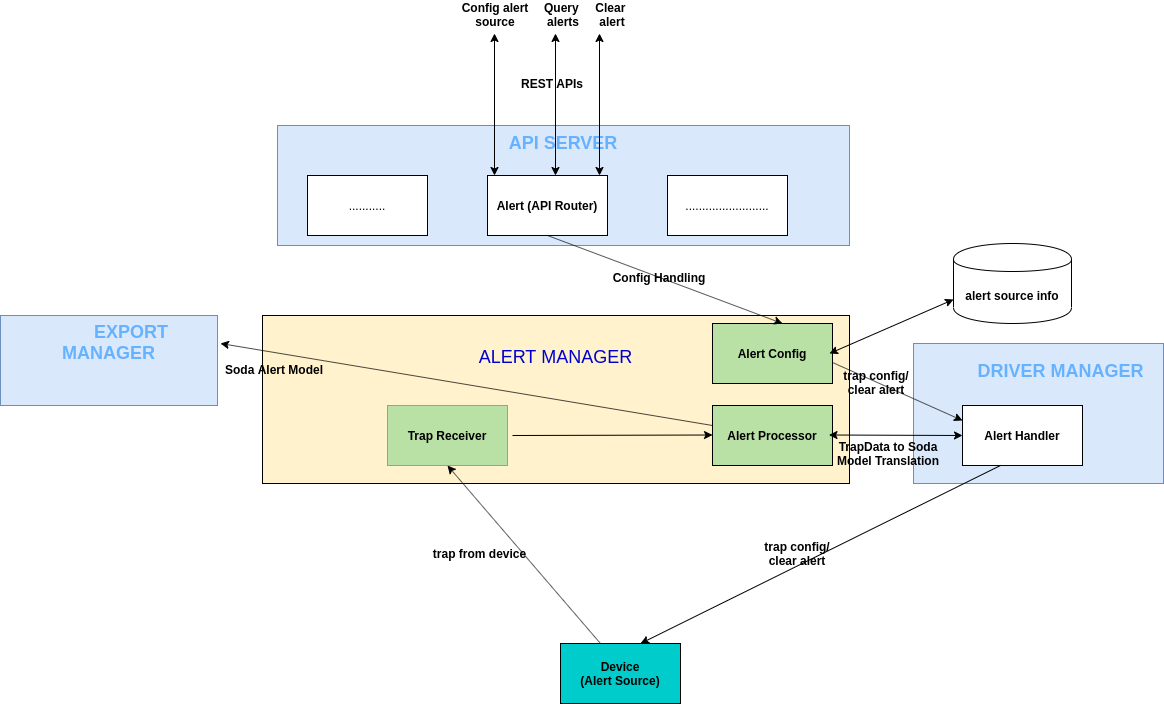 Config alert
source
Query
alerts
Clear
alert
REST APIs
API SERVER
...........
Alert (API Router)
.........................
Config Handling
alert source info
EXPORT
MANAGER
ALERT MANAGER
Alert Config
Soda Alert Model
trap config/
clear alert
DRIVER MANAGER
Trap Receiver
Alert Processor
Alert Handler
TrapData to Soda
Model Translation
trap from device
trap config/
clear alert
Device
(Alert Source)